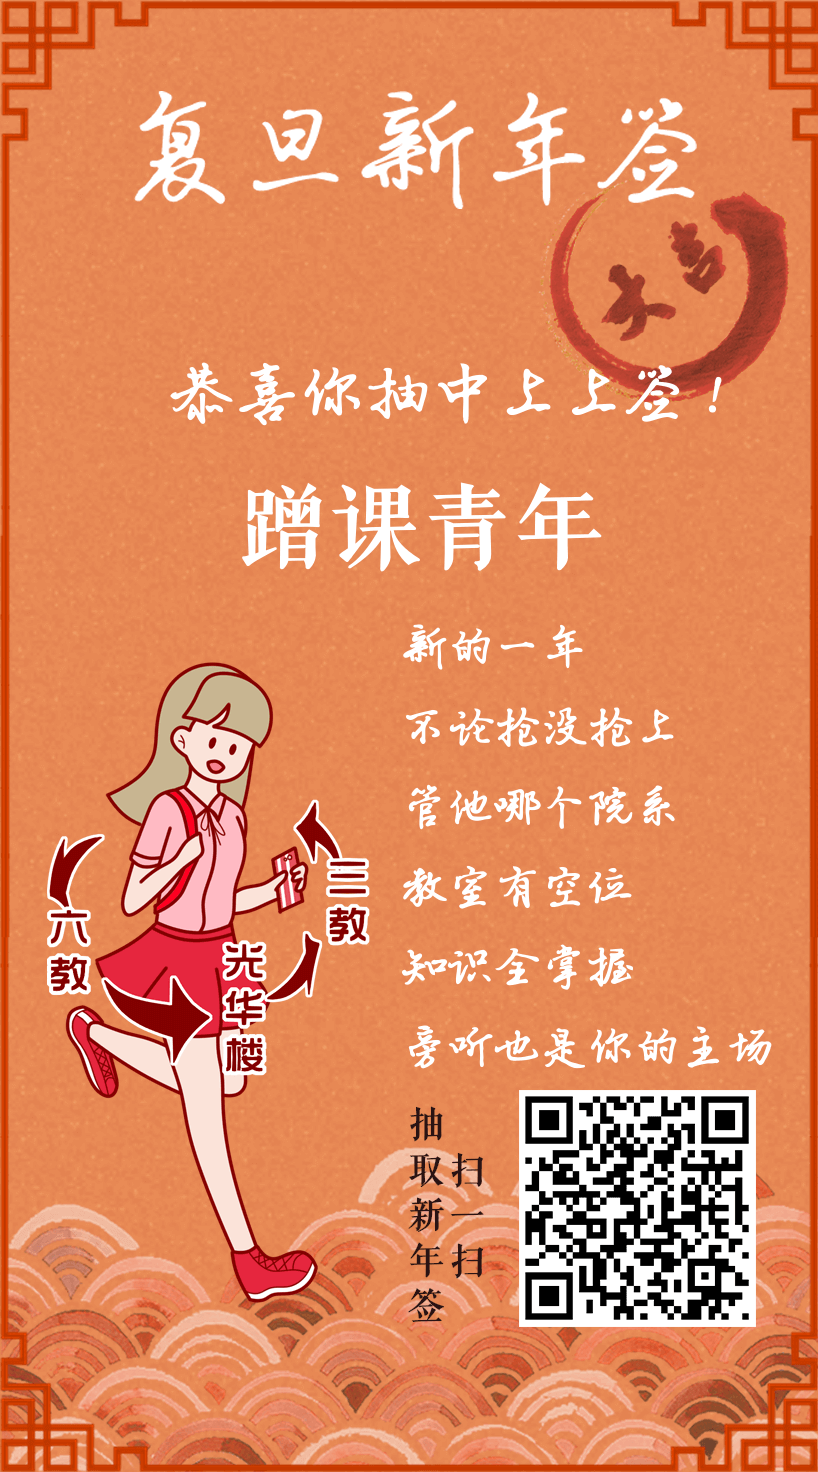 复旦新年签
大喜
恭喜你抽中上上签！
蹭课青年
新的一年
不论抢没抢上
管他哪个院系
教室有空位
知识全掌握
旁听也是你的主场
六教
光华楼
三教
扫一扫
抽取新年签